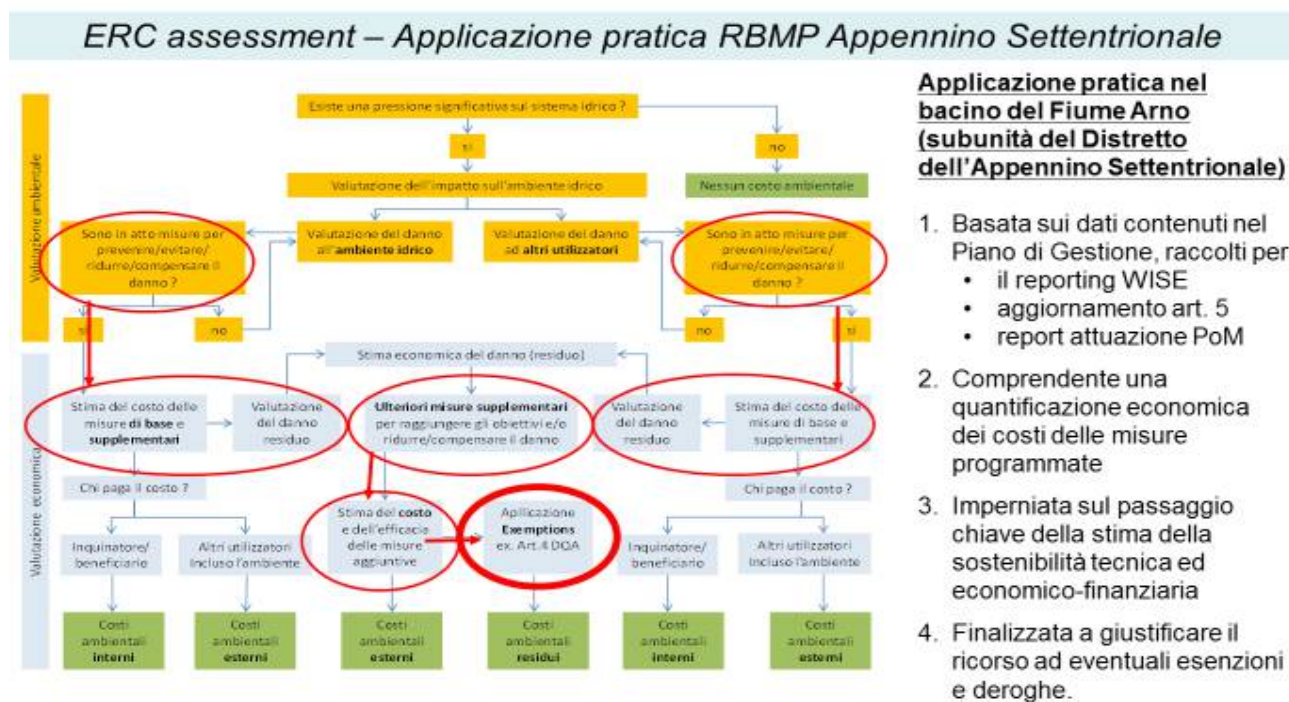 ERC assessment – Applicazione pratica RBMP Appennino Settentrionale
Valutazione ambientale
Esiste una pressione significativa sul sistema idrico ?
si
no
Valutazione dell'impatto sull'ambiente idrico
Nessun costo ambientale
Sono in atto misure per
prevenire/evitare/
ridurre/compensare il
danno ?
Valutazione del danno
all'ambiente idrico
Valutazione del danno
ad altri utilizzatori
Sono in atto misure per
prevenire/evitare/
ridurre/compensare il
danno ?
si
no
no
si
Valutazione economica
Stima economica del danno (residuo)
Stima del costo delle
misure di base e
supplementari
Valutazione
del danno
residuo
Ulteriori misure supplementari
per raggiungere gli obiettivi e/o
ridurre/compensare il danno
Valutazione
del danno
residuo
Stima del costo delle
misure di base e
supplementari
Chi paga il costo ?
Chi paga il costo ?
Inquinatore/
beneficiario
Altri utilizzatori
Incluso l'ambiente
Stima del costo
e dell'efficacia
delle misure
aggiuntive
Apllicazione
Exemptions
ex. Art.4 DQA
Inquinatore/
beneficiario
Altri utilizzatori
Incluso l'ambiente
Costi
ambientali
interni
Costi
ambientali
esterni
Costi
ambientali
esterni
Costi
ambientali
residui
Costi
ambientali
interni
Costi
ambientali
esterni
Applicazione pratica nel
bacino del Fiume Arno
(subunità del Distretto
dell'Appennino Settentrionale)
1. Basata sui dati contenuti nel
Piano di Gestione, raccolti per
• il reporting WISE
• aggiornamento art. 5
• report attuazione PoM
2. Comprendente una
quantificazione economica
dei costi delle misure
programmate
3. Imperniata sul passaggio
chiave della stima della
sostenibilità tecnica ed
economico-finanziaria
4. Finalizzata a giustificare il
ricorso ad eventuali esenzioni
e deroghe.